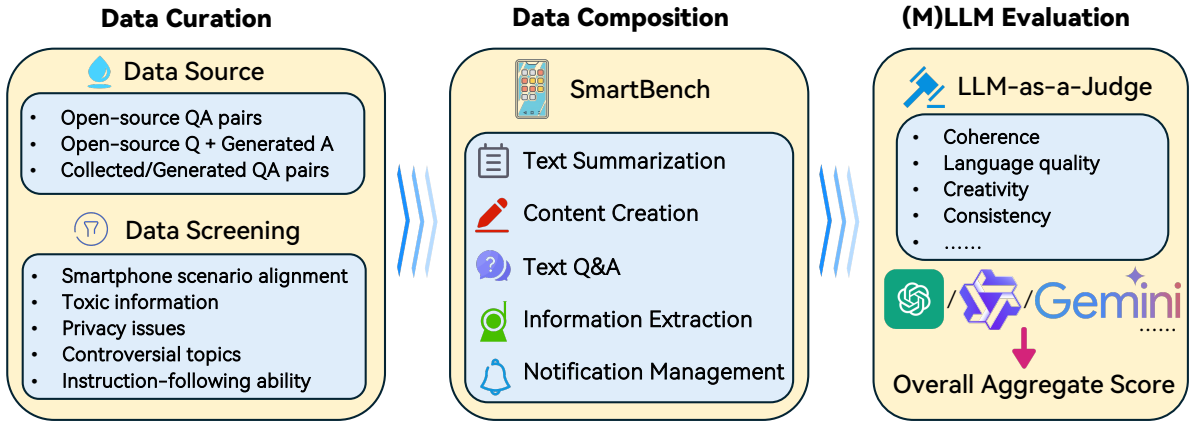 Data Curation
Data Source
• Open-source QA pairs
• Open-source Q + Generated A
• Collected/Generated QA pairs
Data Screening
• Smartphone scenario alignment
• Toxic information
• Privacy issues
• Controversial topics
• Instruction-following ability
Data Composition
SmartBench
Text Summarization
Content Creation
Text Q&A
Information Extraction
Notification Management
(M)LLM Evaluation
LLM-as-a-Judge
• Coherence
• Language quality
• Creativity
• Consistency
• ……
/ / Gemini
……
Overall Aggregate Score